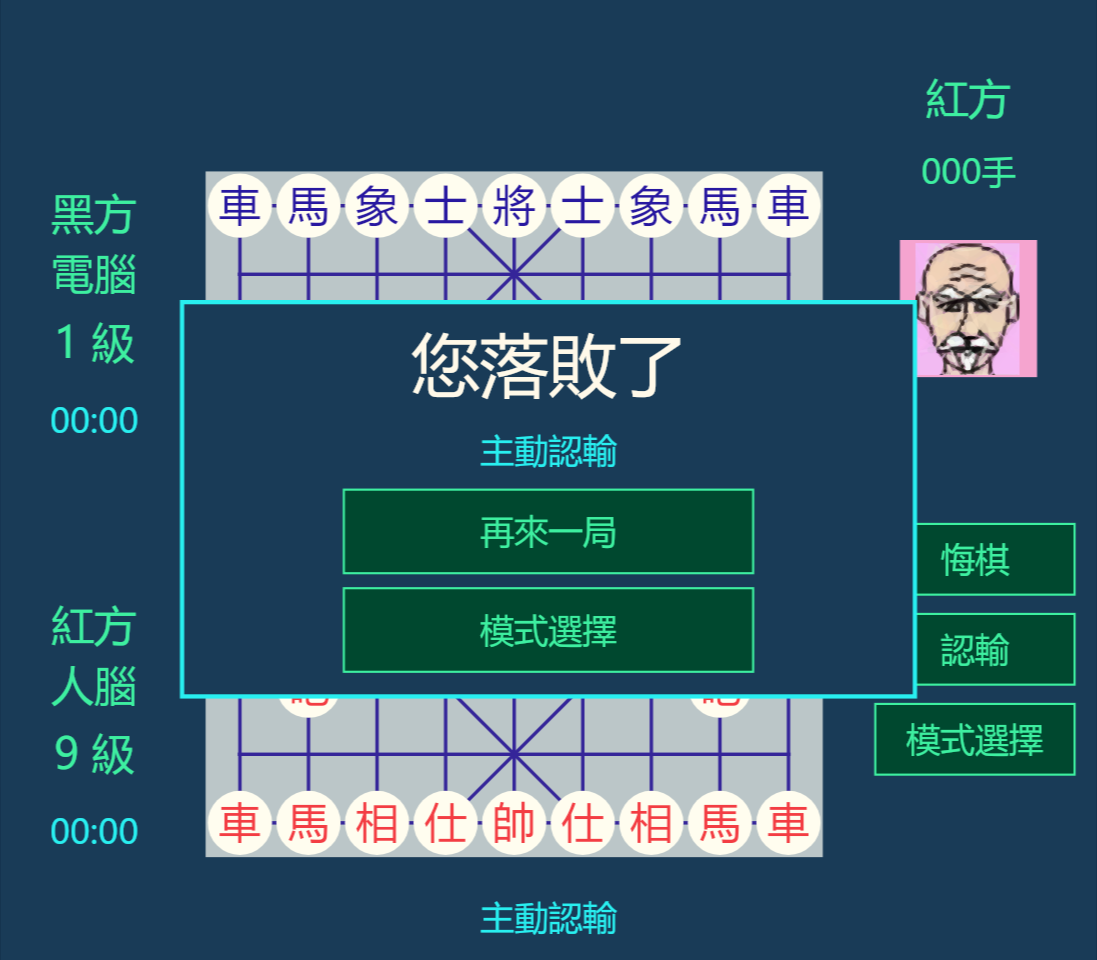 紅方
000手
黑方
電腦
1 級
00:00
車馬象士將士象馬車
您落敗了
主動認輸
再來一局
模式選擇
悔棋
認輸
模式選擇
紅方
人腦
9 級
00:00
車馬相仕帥仕相馬車
主動認輸